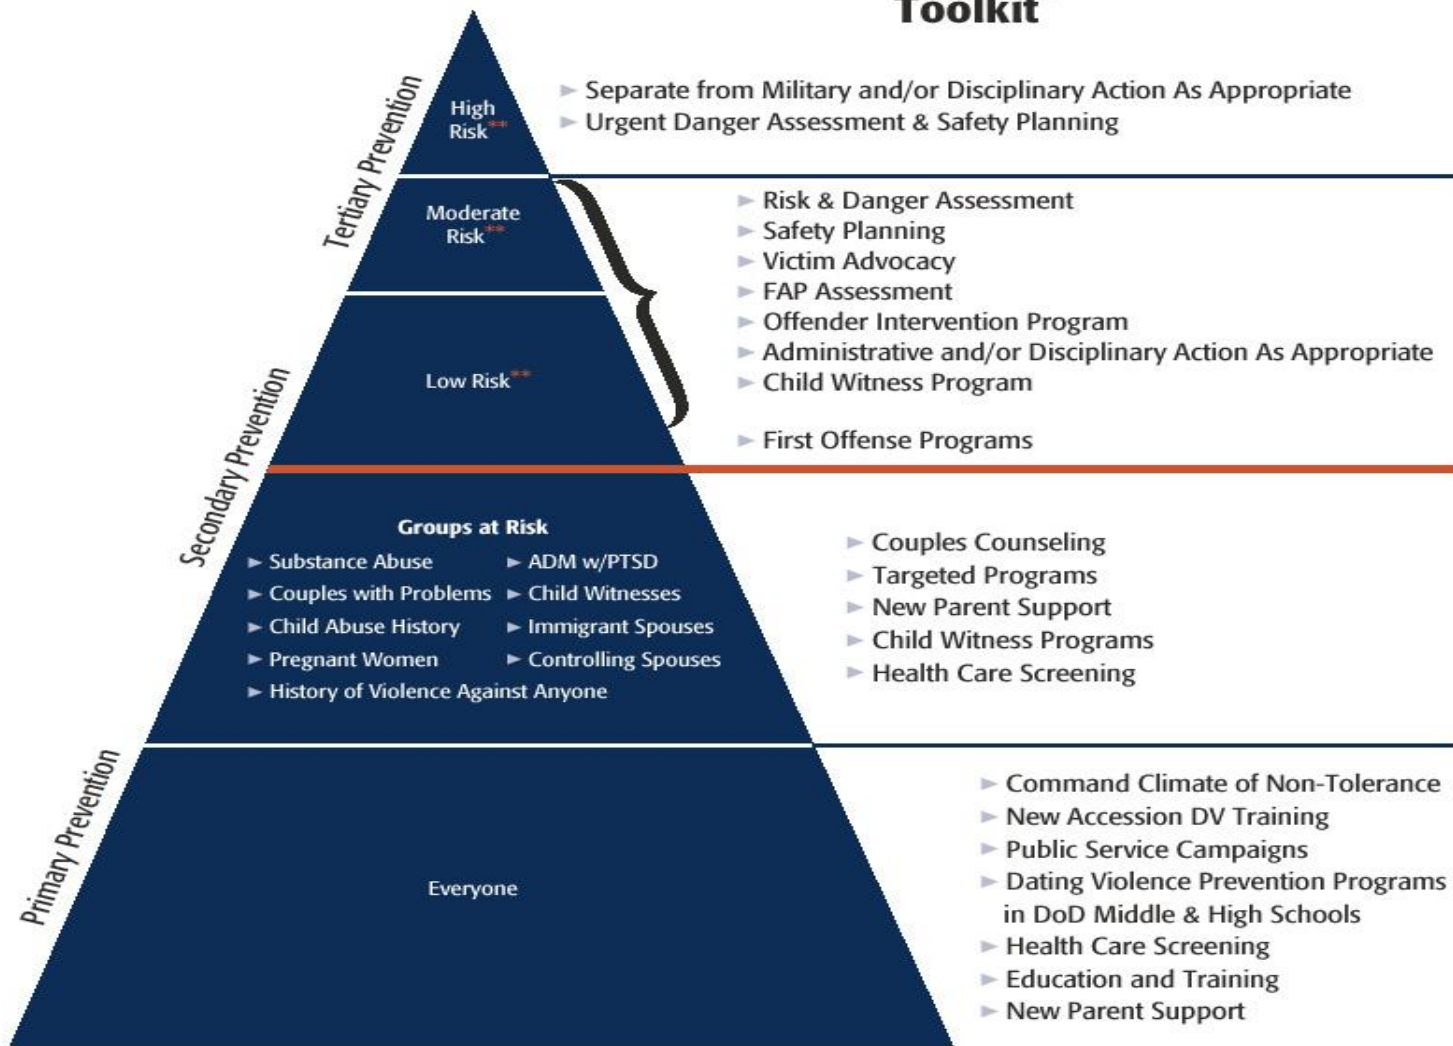 Toolkit
Tertiary Prevention
High
Risk**
► Separate from Military and/or Disciplinary Action As Appropriate
► Urgent Danger Assessment & Safety Planning
Moderate
Risk**
Low Risk**
► Risk & Danger Assessment
► Safety Planning
► Victim Advocacy
► FAP Assessment
► Offender Intervention Program
► Administrative and/or Disciplinary Action As Appropriate
► Child Witness Program
► First Offense Programs
Secondary Prevention
Groups at Risk
► Substance Abuse
► Couples with Problems
► Child Abuse History
► Pregnant Women
► History of Violence Against Anyone
► ADM w/PTSD
► Child Witnesses
► Immigrant Spouses
► Controlling Spouses
► Couples Counseling
► Targeted Programs
► New Parent Support
► Child Witness Programs
► Health Care Screening
Primary Prevention
Everyone
► Command Climate of Non-Tolerance
► New Accession DV Training
► Public Service Campaigns
► Dating Violence Prevention Programs
in DoD Middle & High Schools
► Health Care Screening
► Education and Training
► New Parent Support